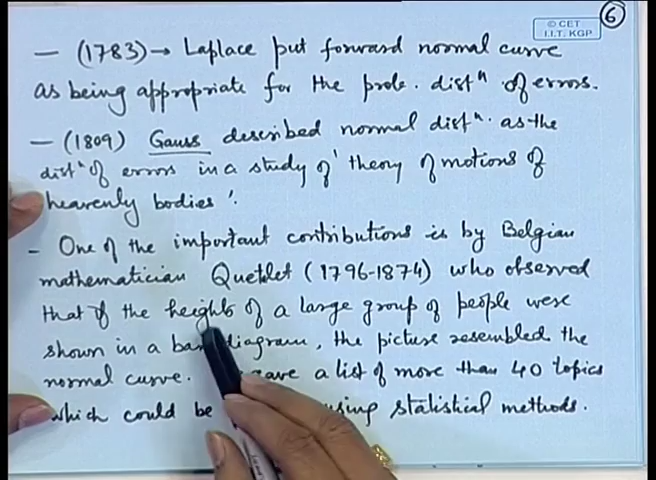 6
© CET
I.I.T. KGP
— (1783) → Laplace put forward normal curve
as being appropriate for the prob. distⁿ of errors.
— (1809) Gauss described normal distⁿ. as the
distⁿ of errors in a study of 'theory of motions of
heavenly bodies'.
- One of the important contributions is by Belgian
mathematician Quetlet (1796-1874) who observed
that if the heights of a large group of people were
shown in a bar diagram, the picture resembled the
normal curve. gave a list of more than 40 topics
which could be using statistical methods.